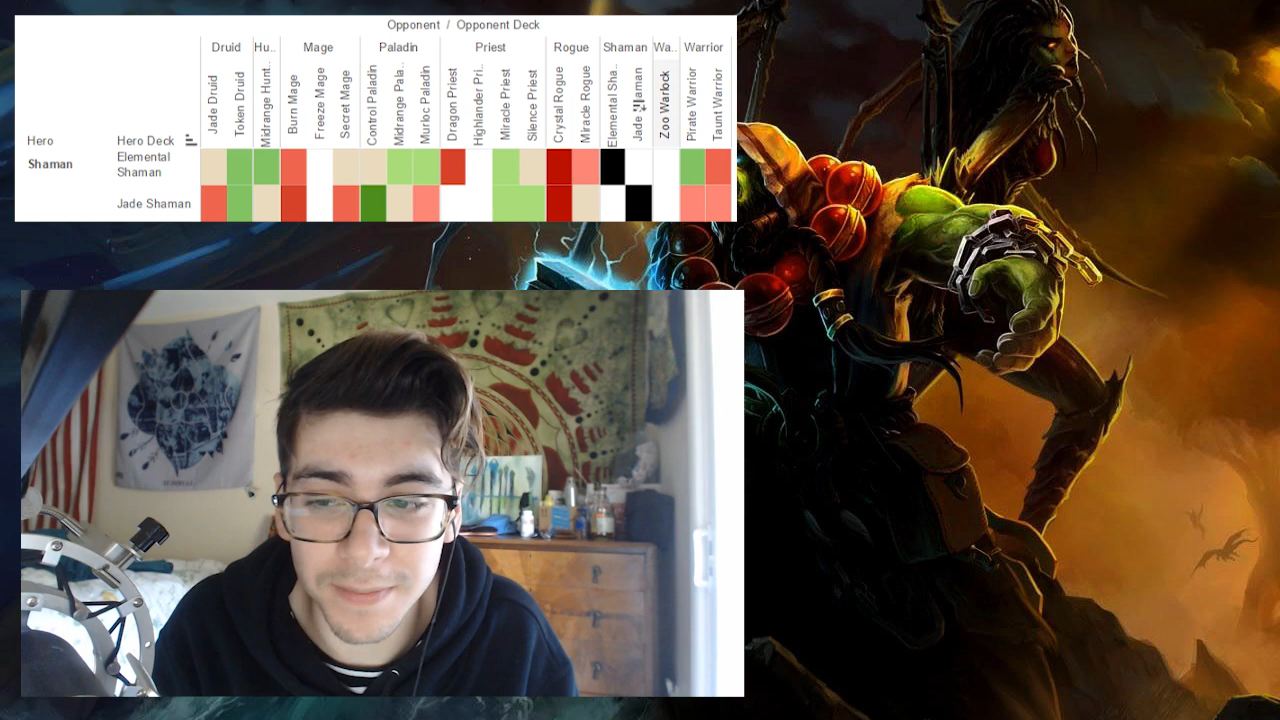 Opponent / Opponent Deck
Druid Hu.. Mage Paladin Priest Rogue Shaman Wa.. Warrior
Jade Druid
Token Druid
Midrange Hunt..
Burn Mage
Freeze Mage
Secret Mage
Control Paladin
Midrange Pala..
Murloc Paladin
Dragon Priest
Highlander Pri..
Miracle Priest
Silence Priest
Crystal Rogue
Miracle Rogue
Elemental Sha..
Jade
Zoo Warlock
Pirate Warrior
Taunt Warrior
Hero Hero Deck
Shaman Elemental
Shaman
Jade Shaman